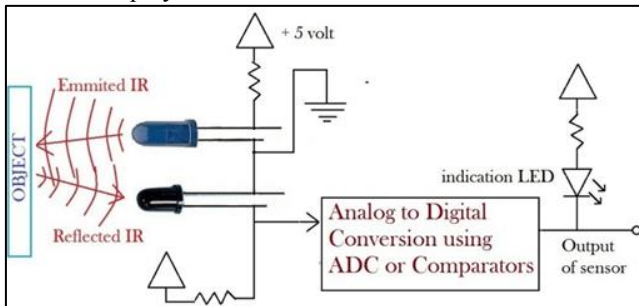 + 5 volt
Emmited IR
OBJECT
Reflected IR
indication LED
Analog to Digital
Conversion using
ADC or Comparators
Output
of sensor